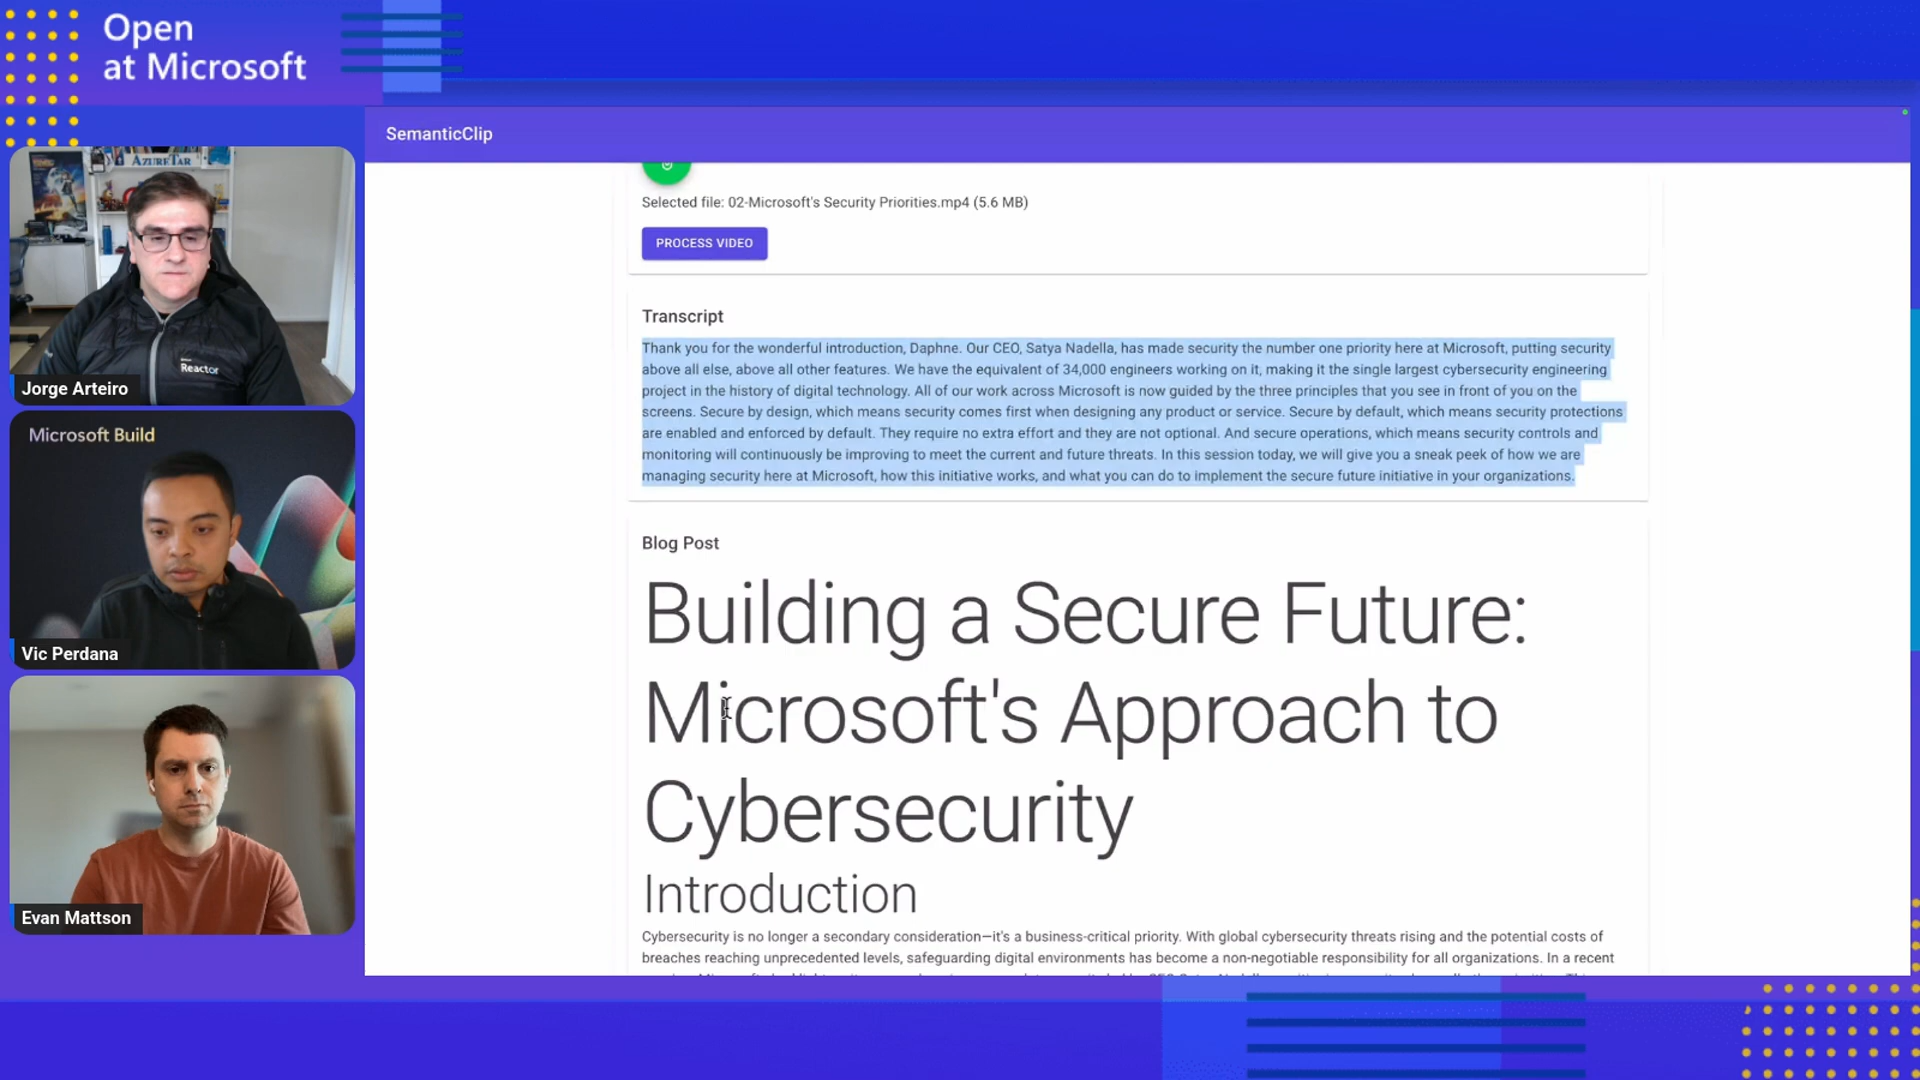 Open
at Microsoft
SemanticClip
AZURETAR
Selected file: 02-Microsoft's Security Priorities.mp4 (5.6 MB)
PROCESS VIDEO
Transcript
Thank you for the wonderful introduction, Daphne. Our CEO, Satya Nadella, has made security the number one priority here at Microsoft, putting security
above all else, above all other features. We have the equivalent of 34,000 engineers working on it, making it the single largest cybersecurity engineering
project in the history of digital technology. All of our work across Microsoft is now guided by the three principles that you see in front of you on the
screens. Secure by design, which means security comes first when designing any product or service. Secure by default, which means security protections
are enabled and enforced by default. They require no extra effort and they are not optional. And secure operations, which means security controls and
monitoring will continuously be improving to meet the current and future threats. In this session today, we will give you a sneak peek of how we are
managing security here at Microsoft, how this initiative works, and what you can do to implement the secure future initiative in your organizations.
Reactor
Jorge Arteiro
Microsoft Build
Vic Perdana
Evan Mattson
Blog Post
Building a Secure Future:
Microsoft's Approach to
Cybersecurity
Introduction
Cybersecurity is no longer a secondary consideration—it's a business-critical priority. With global cybersecurity threats rising and the potential costs of
breaches reaching unprecedented levels, safeguarding digital environments has become a non-negotiable responsibility for all organizations. In a recent